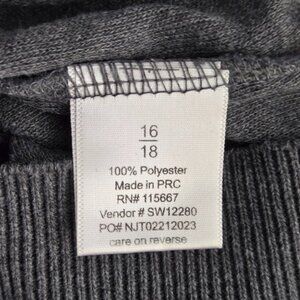 16
18
100% Polyester
Made in PRC
RN# 115667
Vendor # SW12280
PO# NJT02212023
care on reverse